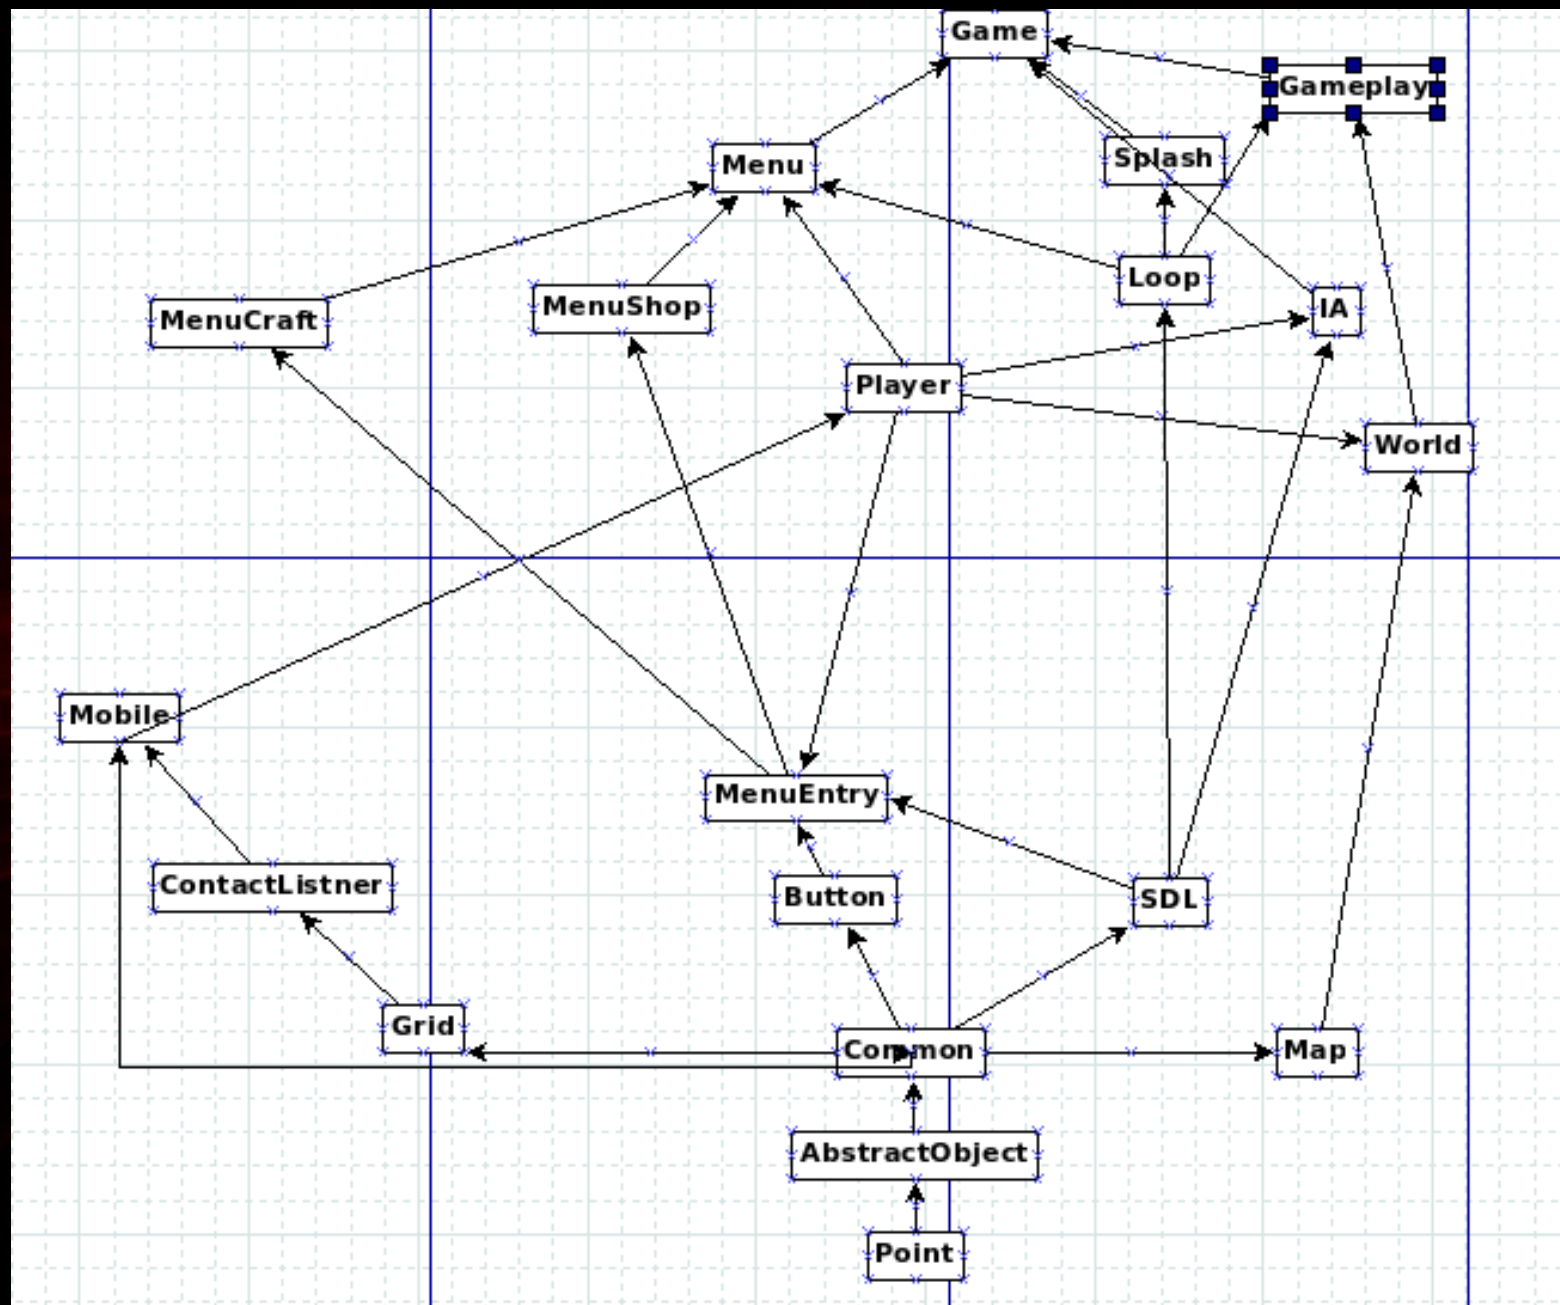 Game
Gameplay
Splash
Menu
Loop
IA
MenuShop
MenuCraft
Player
World
Mobile
MenuEntry
ContactListner
Button
SDL
Grid
Common
Map
AbstractObject
Point